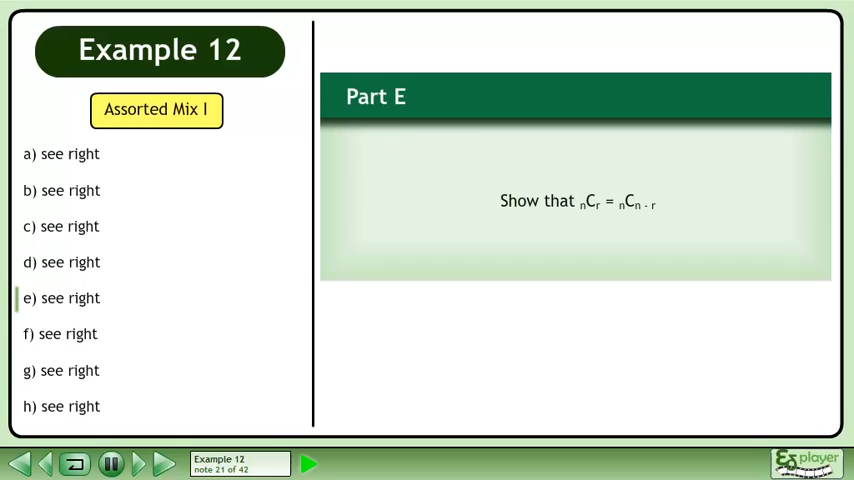 Example 12
Assorted Mix I
a) see right
b) see right
c) see right
d) see right
e) see right
f) see right
g) see right
h) see right
Part E
Show that nCr = nCn - r
Example 12
note 21 of 42
player